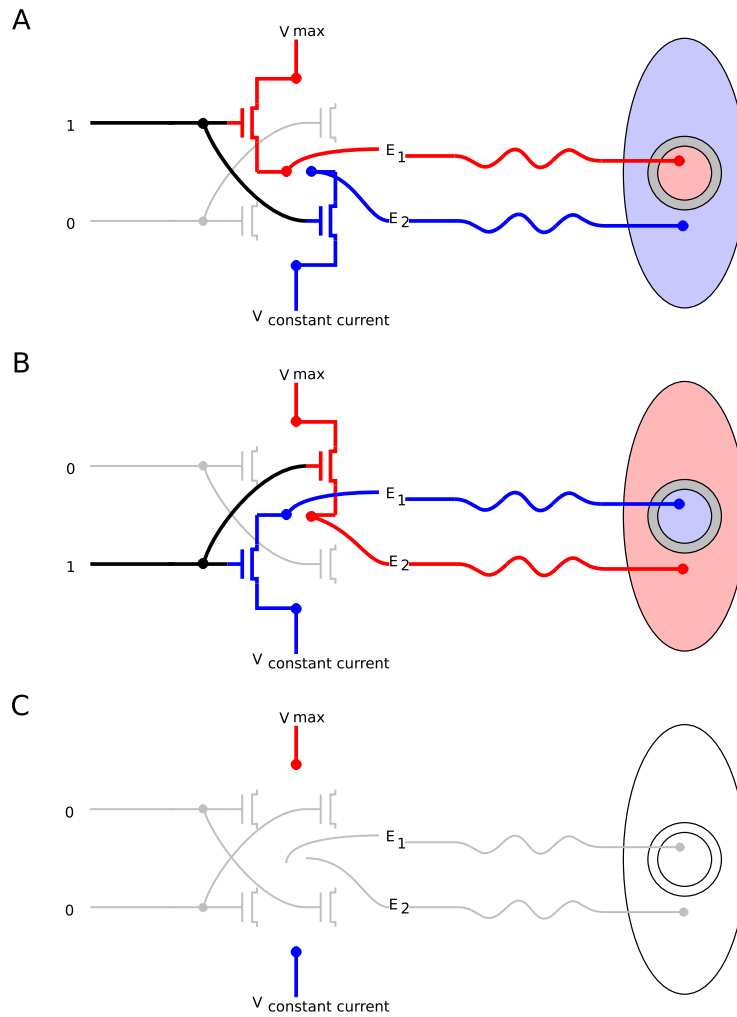 A
V max
1
E 1
0
E 2
V constant current
B
V max
0
E 1
1
E 2
V constant current
C
V max
0
E 1
0
E 2
V constant current